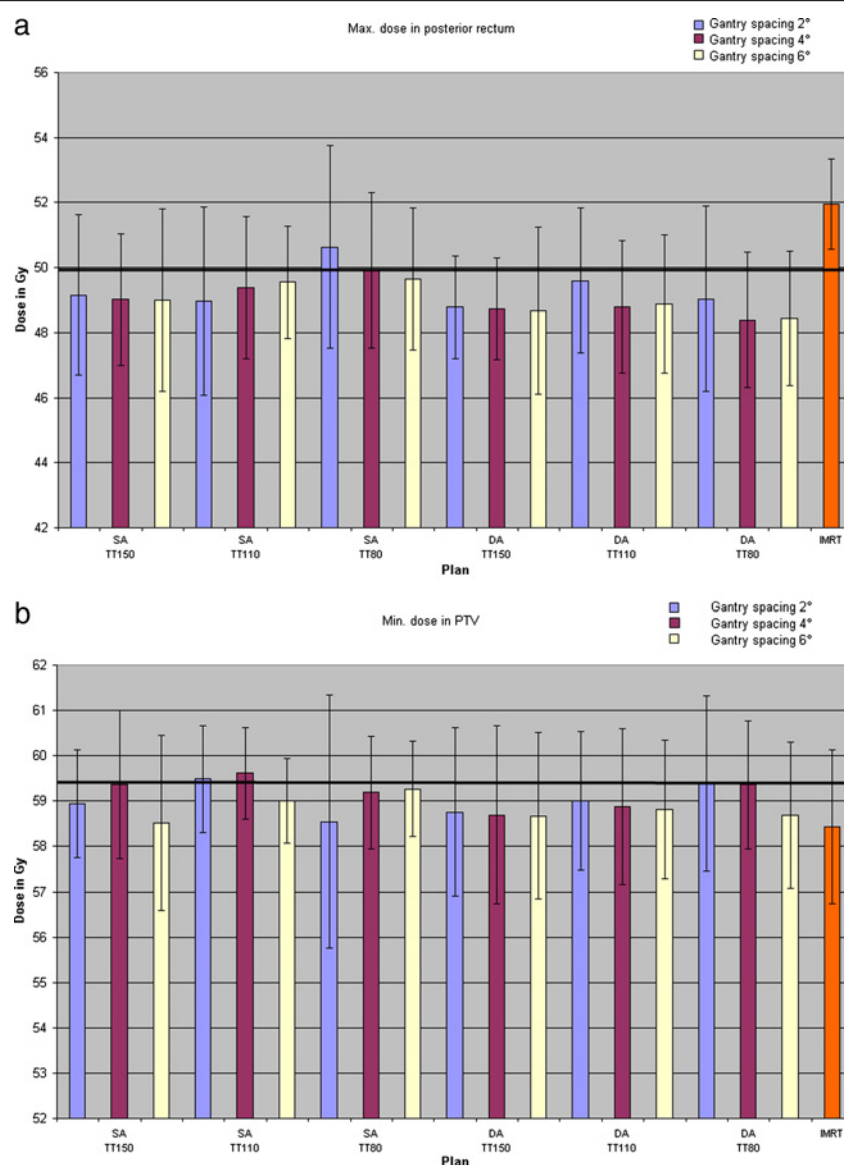 a
Max. dose in posterior rectum
Gantry spacing 2°
Gantry spacing 4°
Gantry spacing 6°
56
54
52
50
48
46
44
42
Dose in Gy
SA SA SA DA DA DA IMRT
TT150 TT110 TT80 TT150 TT110 TT80
Plan
b
Min. dose in PTV
Gantry spacing 2°
Gantry spacing 4°
Gantry spacing 6°
62
61
60
59
58
57
56
55
54
53
52
Dose in Gy
SA SA SA DA DA DA IMRT
TT150 TT110 TT80 TT150 TT110 TT80
Plan